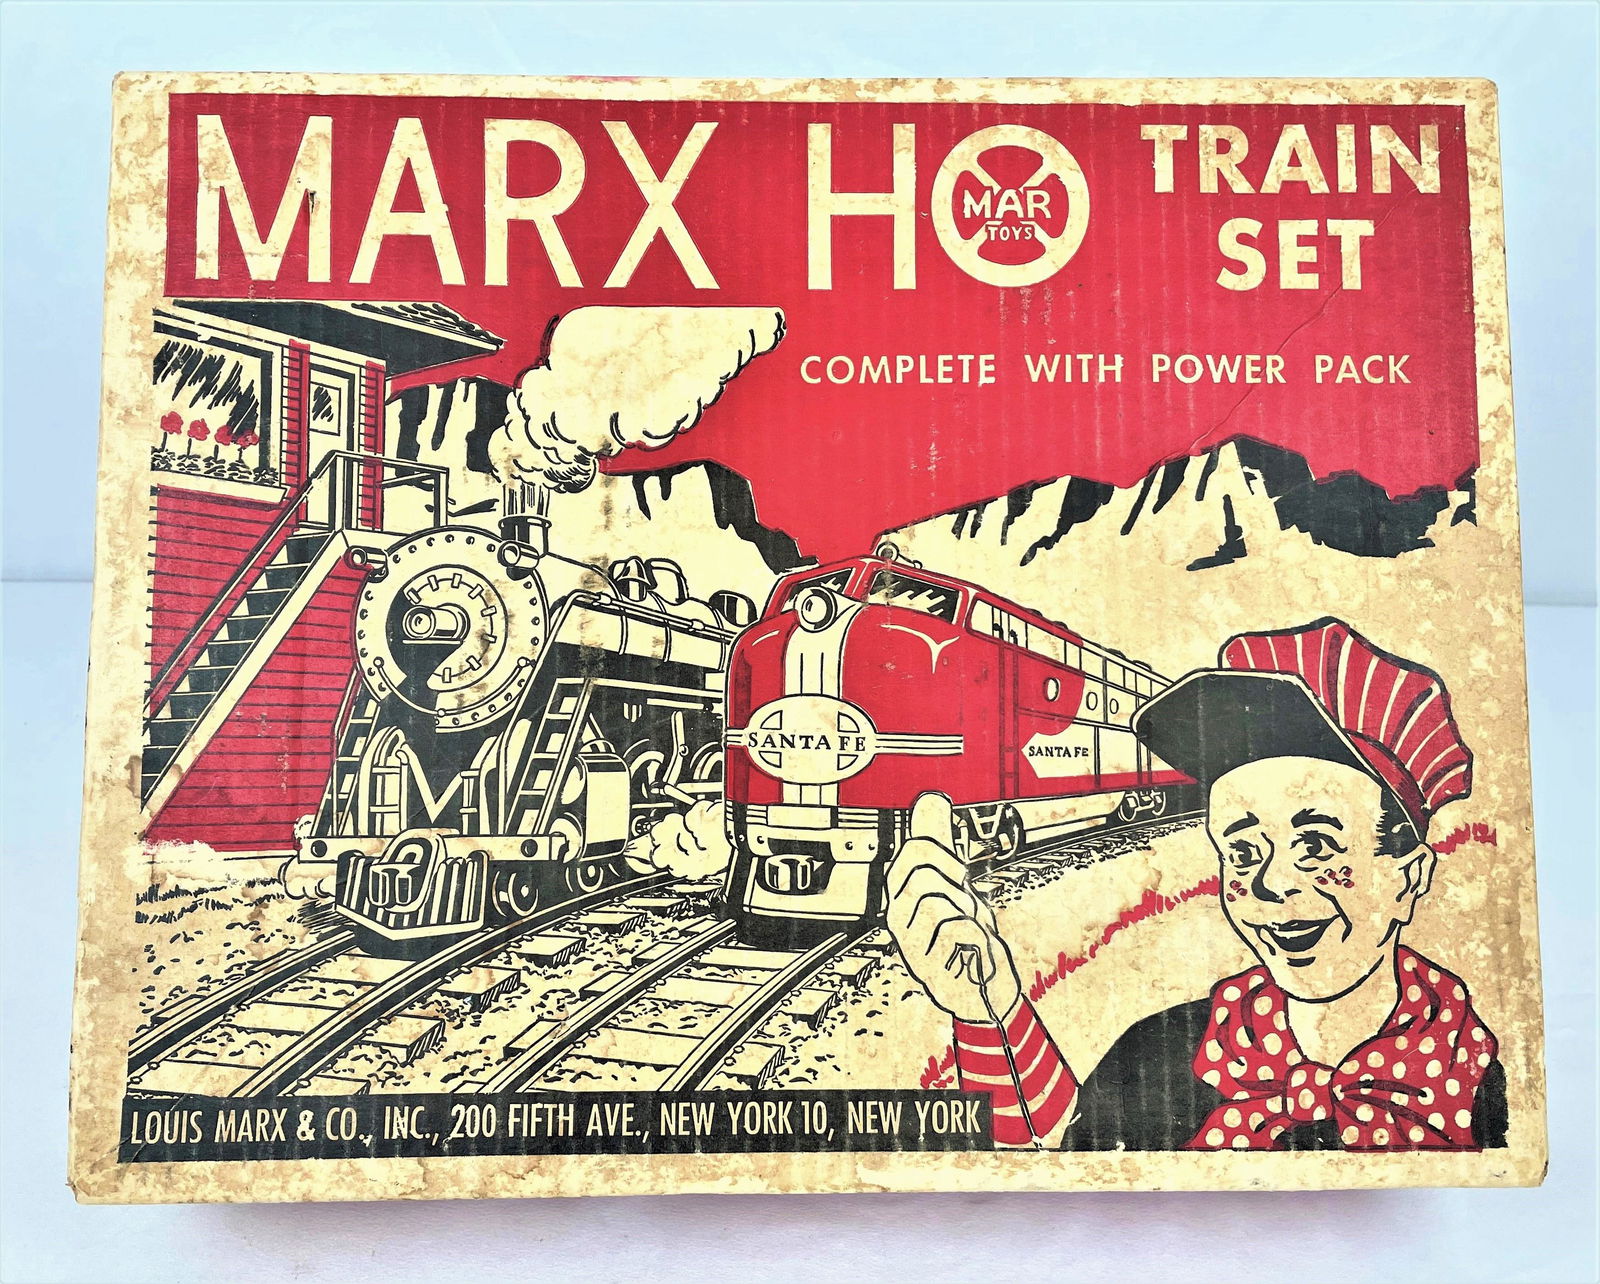 MARX HO TRAIN
SET
MAR
TOYS
COMPLETE WITH POWER PACK
SANTA FE
SANTA FE
LOUIS MARX & CO., INC., 200 FIFTH AVE., NEW YORK 10, NEW YORK